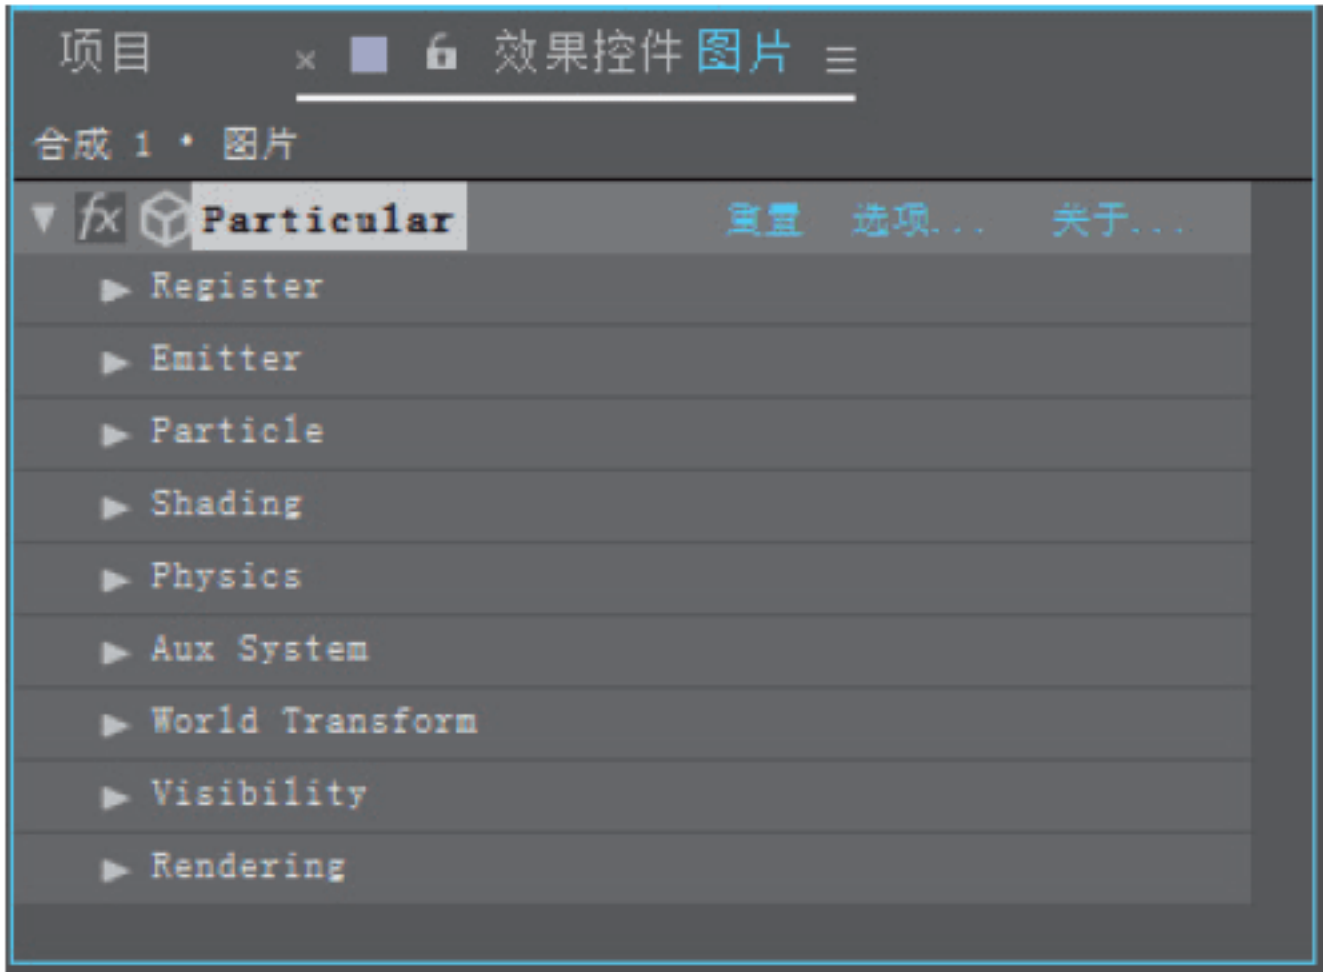 项目 × 效果控件 图片 ≡
合成 1 • 图片
fx Particular 重置 选项... 关于...
Register
Emitter
Particle
Shading
Physics
Aux System
World Transform
Visibility
Rendering